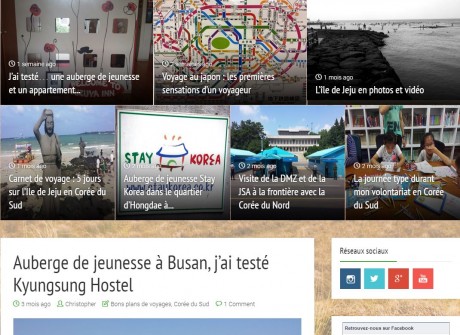 1 semaine ago
J'ai testé une auberge de jeunesse
et un appartement...
semaines ago
Voyage au japon : les premières
sensations d'un voyageur
1 mois ago
L'île de Jeju en photos et vidéo
1 mois ago
Carnet de voyage : 5 jours
sur l'île de Jeju en Corée du
Sud
STAY KOREA
Auberge de jeunesse Stay
Korea dans le quartier
d'Hongdae à...
2 mois ago
Visite de la DMZ et de la
JSA à la frontière avec la
Corée du Nord
2 mois ago
La journée type durant
mon volontariat en Corée
du Sud
Auberge de jeunesse à Busan, j'ai testé
Kyungsung Hostel
3 mois ago Christopher Bons plans de voyages, Corée du Sud 1 Comment
Réseaux sociaux
Retrouvez-nous sur Facebook